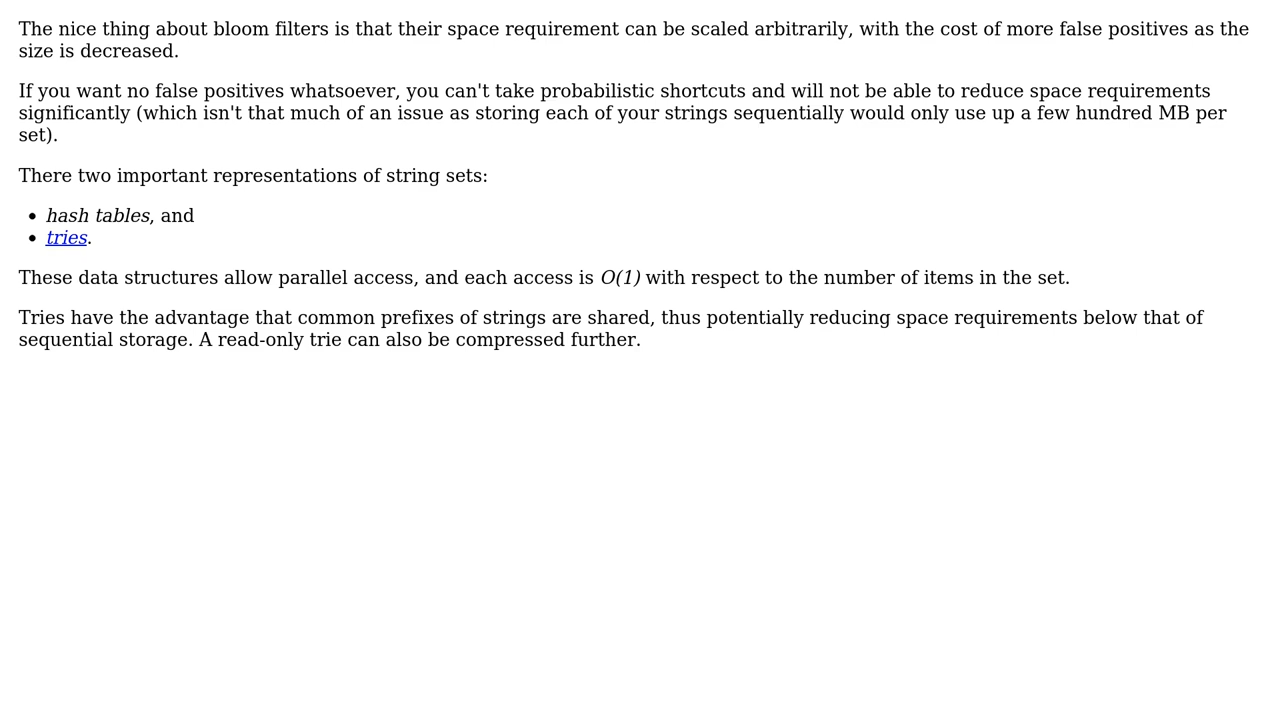 The nice thing about bloom filters is that their space requirement can be scaled arbitrarily, with the cost of more false positives as the
size is decreased.
If you want no false positives whatsoever, you can't take probabilistic shortcuts and will not be able to reduce space requirements
significantly (which isn't that much of an issue as storing each of your strings sequentially would only use up a few hundred MB per
set).
There two important representations of string sets:
• hash tables, and
• tries.
These data structures allow parallel access, and each access is O(1) with respect to the number of items in the set.
Tries have the advantage that common prefixes of strings are shared, thus potentially reducing space requirements below that of
sequential storage. A read-only trie can also be compressed further.